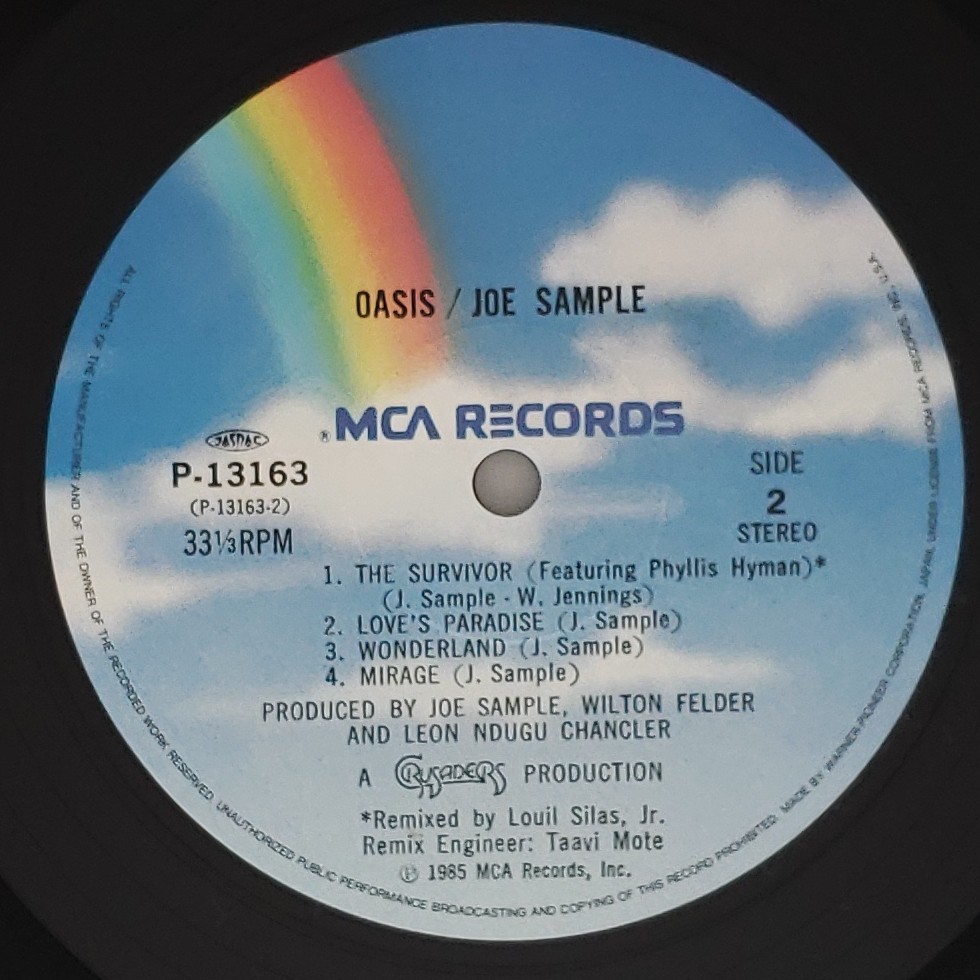 OASIS / JOE SAMPLE
® MCA RECORDS
JASRAC
P-13163
(P-13163-2)
33⅓RPM
SIDE
2
STEREO
1. THE SURVIVOR (Featuring Phyllis Hyman)*
(J. Sample - W. Jennings)
2. LOVE'S PARADISE (J. Sample)
3. WONDERLAND (J. Sample)
4. MIRAGE (J. Sample)
PRODUCED BY JOE SAMPLE, WILTON FELDER
AND LEON NDUGU CHANCLER
A CRUSADERS PRODUCTION
*Remixed by Louil Silas, Jr.
Remix Engineer: Taavi Mote
Ⓟ 1985 MCA Records, Inc.
ALL RIGHTS OF THE MANUFACTURER AND OF THE OWNER OF THE RECORDED WORK RESERVED. UNAUTHORIZED PUBLIC PERFORMANCE BROADCASTING AND COPYING OF THIS RECORD PROHIBITED. MADE BY WARNER-PIONEER CORPORATION, JAPAN, UNDER LICENSE FROM MCA RECORDS, INC., U.S.A.